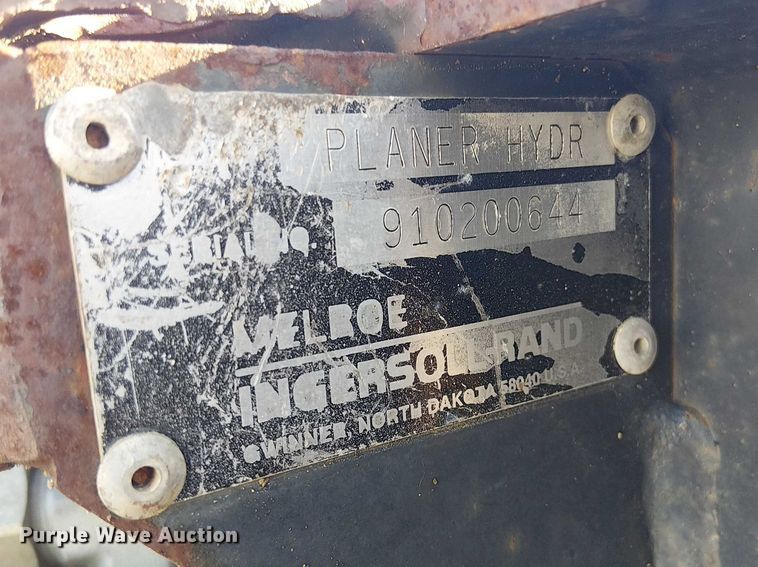 PLANER HYDR
SERIAL NO. 910200644
MELROE
INGERSOLL-RAND
GWINNER, NORTH DAKOTA 58040 U.S.A.
Purple Wave Auction